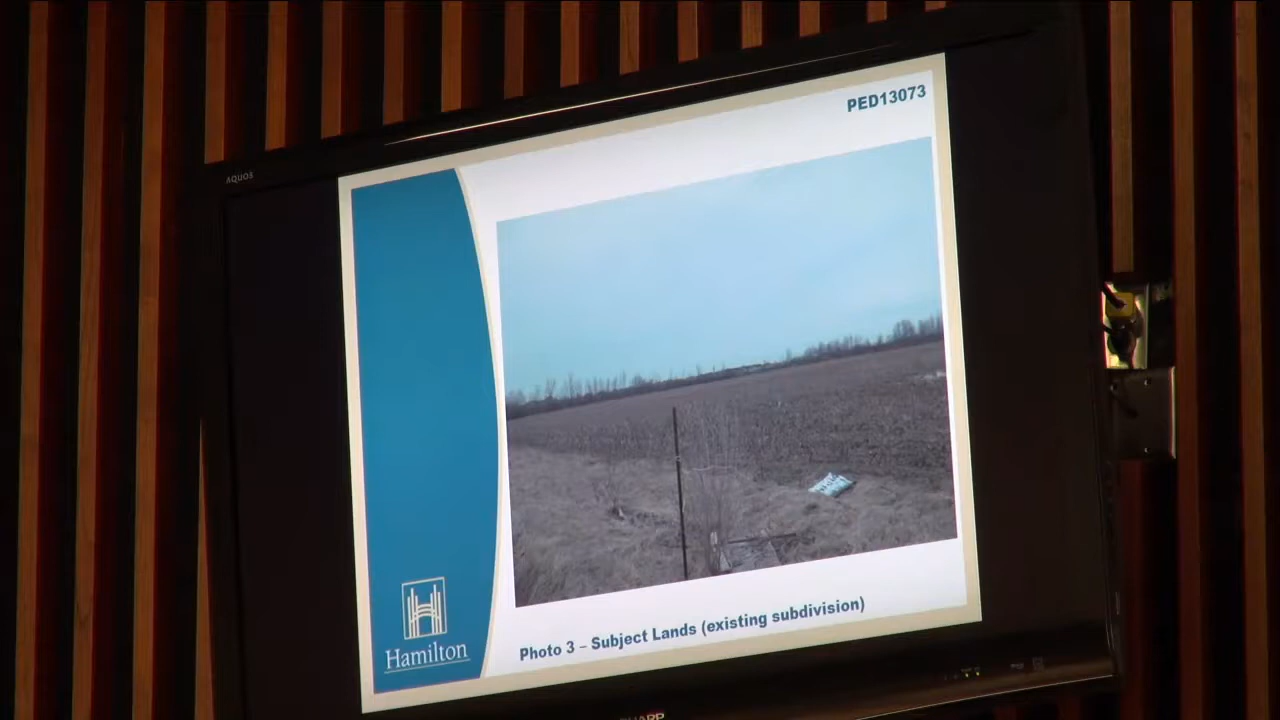 AQUOS
PED13073
Hamilton
Photo 3 – Subject Lands (existing subdivision)
SHARP